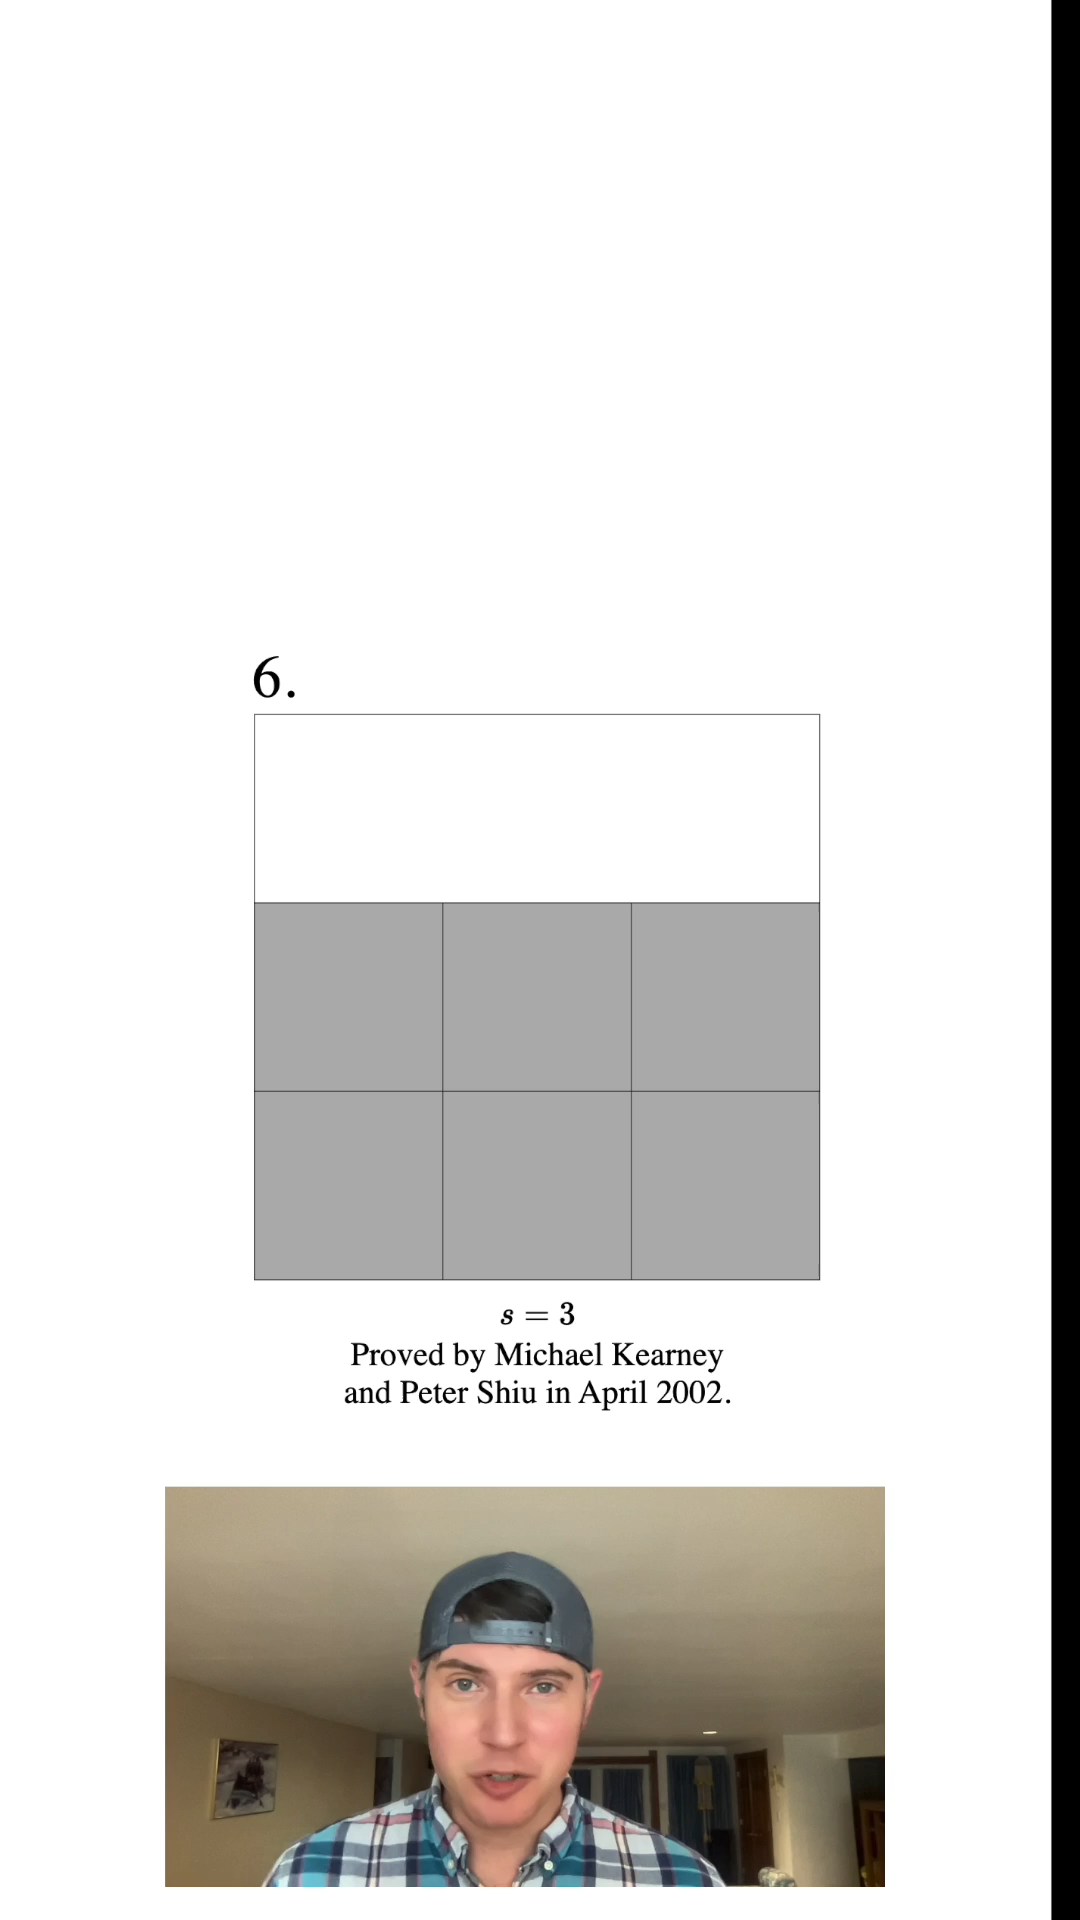 6.
s = 3
Proved by Michael Kearney
and Peter Shiu in April 2002.